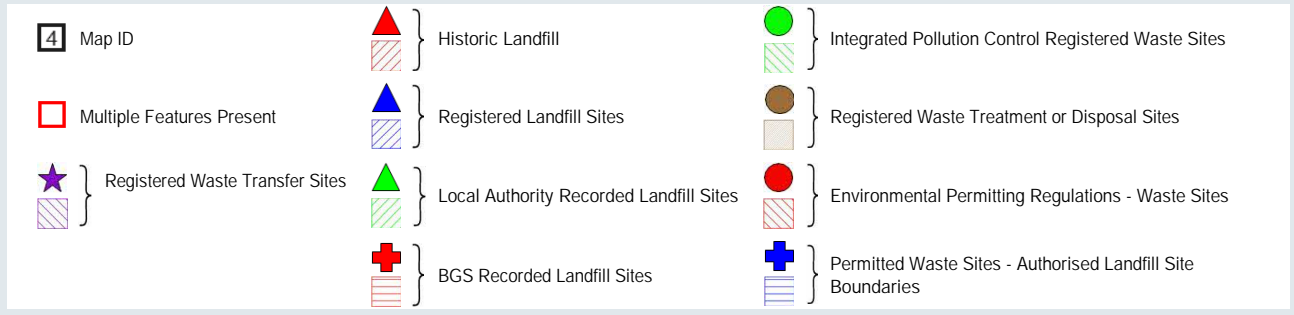 4 Map ID
Multiple Features Present
Registered Waste Transfer Sites
Historic Landfill
Registered Landfill Sites
Local Authority Recorded Landfill Sites
BGS Recorded Landfill Sites
Integrated Pollution Control Registered Waste Sites
Registered Waste Treatment or Disposal Sites
Environmental Permitting Regulations - Waste Sites
Permitted Waste Sites - Authorised Landfill Site
Boundaries